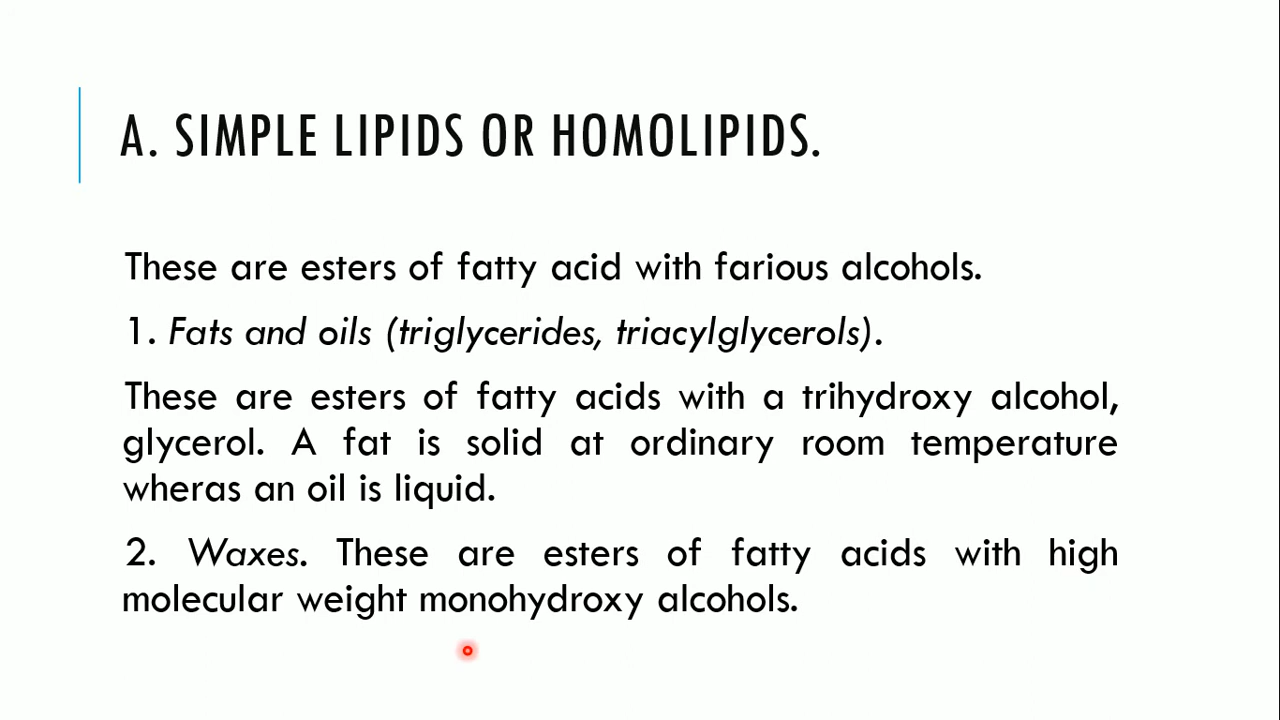 A. SIMPLE LIPIDS OR HOMOLIPIDS.
These are esters of fatty acid with farious alcohols.
1. Fats and oils (triglycerides, triacylglycerols).
These are esters of fatty acids with a trihydroxy alcohol,
glycerol. A fat is solid at ordinary room temperature
wheras an oil is liquid.
2. Waxes. These are esters of fatty acids with high
molecular weight monohydroxy alcohols.